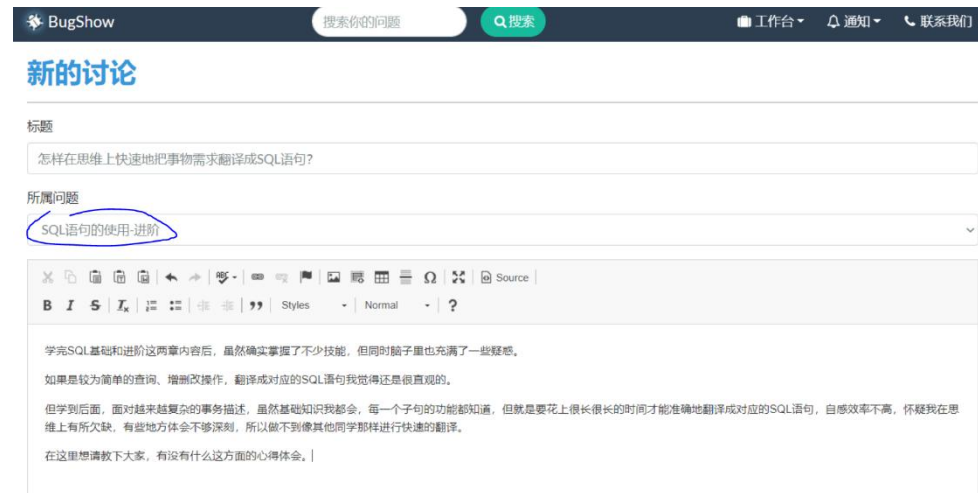 BugShow
搜索你的问题
搜索
工作台
通知
联系我们
新的讨论
标题
怎样在思维上快速地把事物需求翻译成SQL语句?
所属问题
SQL语句的使用-进阶
ABC
Ω
Source
B I S Tx
Styles
Normal
?
学完SQL基础和进阶这两章内容后，虽然确实掌握了不少技能，但同时脑子里也充满了一些疑惑。
如果是较为简单的查询、增删改操作，翻译成对应的SQL语句我觉得还是很直观的。
但学到后面，面对越来越复杂的事务描述，虽然基础知识我都会，每一个子句的功能都知道，但就是要花上很长很长的时间才能准确地翻译成对应的SQL语句，自感效率不高，怀疑我在思
维上有所欠缺，有些地方体会不够深刻，所以做不到像其他同学那样进行快速的翻译。
在这里想请教下大家，有没有什么这方面的心得体会。